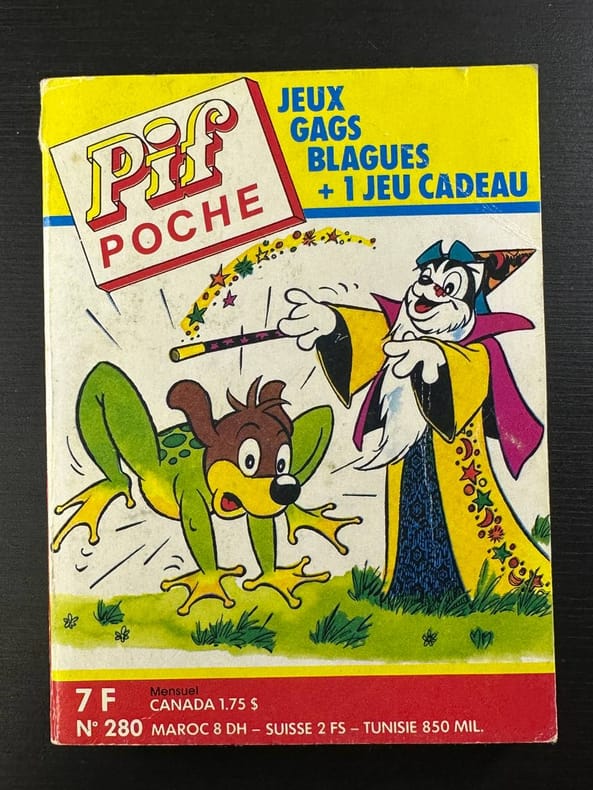 Pif
POCHE
JEUX
GAGS
BLAGUES
+ 1 JEU CADEAU
7 F
Mensuel
CANADA 1.75 $
N° 280 MAROC 8 DH – SUISSE 2 FS – TUNISIE 850 MIL.